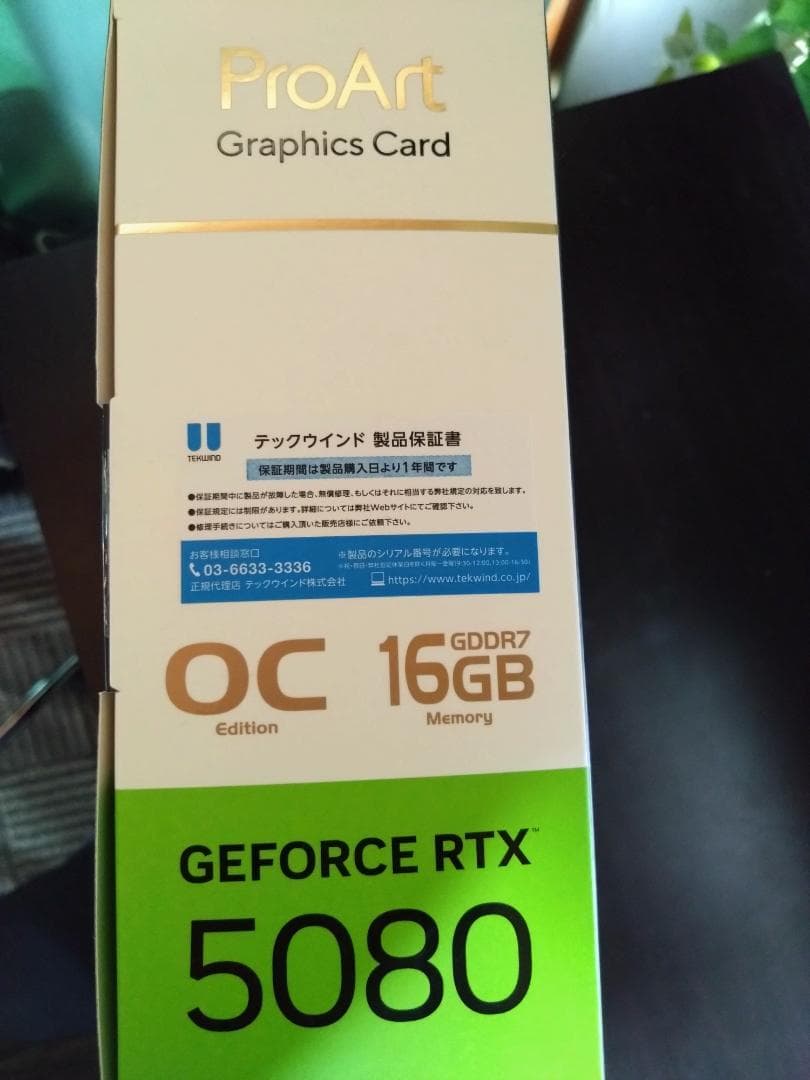 ProArt
Graphics Card
TEKWIND
テックウインド 製品保証書
保証期間は製品購入日より1年間です
●保証期間中に製品が故障した場合、無償修理、もしくはそれに相当する弊社規定の対応を致します。
●保証規定には制限があります。詳細については弊社Webサイトにてご確認下さい。
●修理手続きについてはご購入頂いた販売店様にご依頼下さい。
お客様相談窓口
03-6633-3336
正規代理店 テックウインド株式会社
※製品のシリアル番号が必要になります。
https://www.tekwind.co.jp/
OC
Edition
16GB
GDDR7
Memory
GEFORCE RTX™
5080